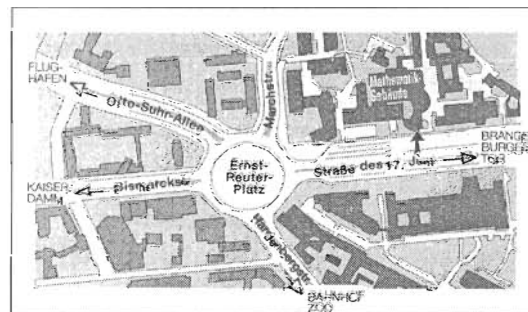 FLUG-
HAFEN
Otto-Suhr-Allee
Marchstr.
Mathematik
Gebäude
Ernst-
Reuter-
Platz
Straße des 17. Juni
BRANDE
BURGER
TOR
KAISER-
DAMM
Bismarckstr
Hardenbergstr.
BAHNHOF
ZOO